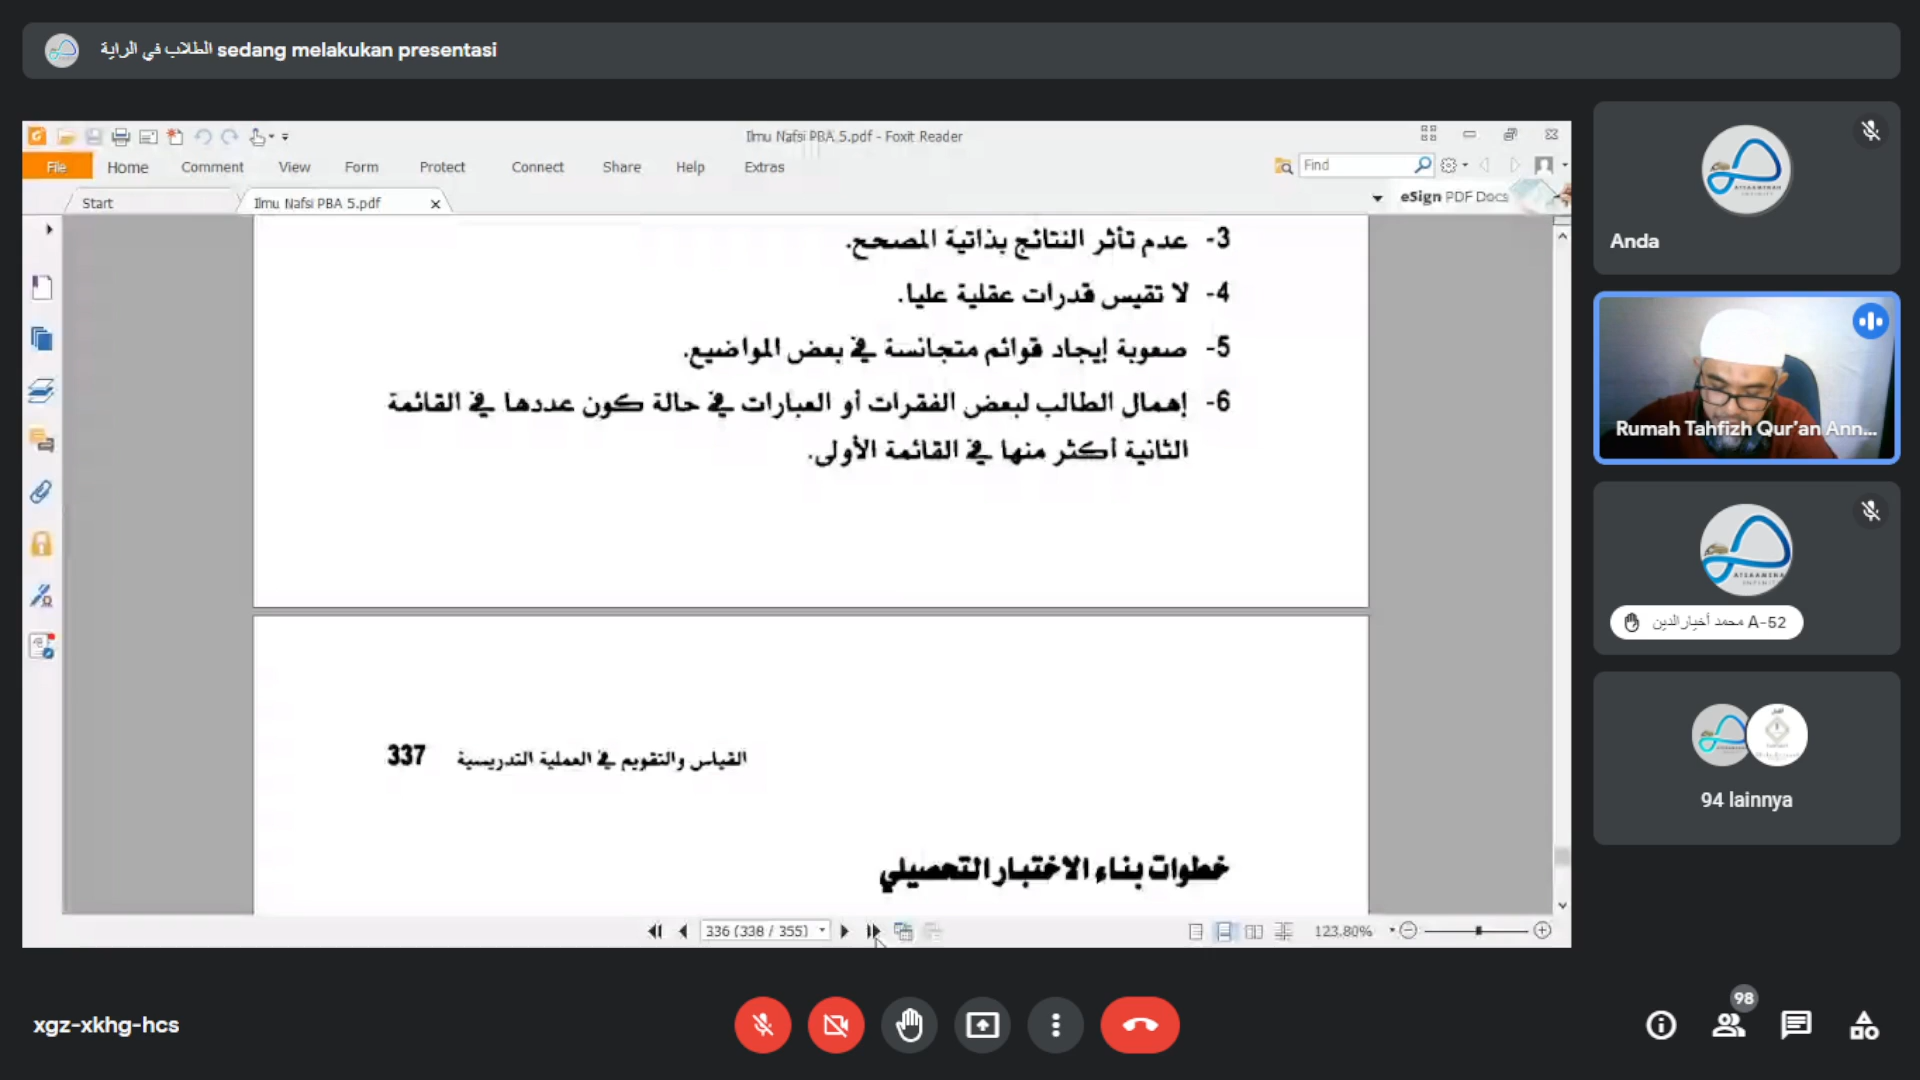 الطلاب في الراية sedang melakukan presentasi
Ilmu Nafsi PBA 5.pdf - Foxit Reader
File Home Comment View Form Protect Connect Share Help Extras
Find
Start
Ilmu Nafsi PBA 5.pdf
eSign PDF Docs
3- عدم تأثر النتائج بذاتية المصحح.
4- لا تقيس قدرات عقلية عليا.
5- صعوبة إيجاد قوائم متجانسة في بعض المواضيع.
6- إهمال الطالب لبعض الفقرات أو العبارات في حالة كون عددها في القائمة
الثانية أكثر منها في القائمة الأولى.
القياس والتقويم في العملية التدريسية 337
خطوات بناء الاختبار التحصيلي
336 (338 / 355)
123.80%
Anda
Rumah Tahfizh Qur'an Ann...
A-52 محمد أخيار الدين
94 lainnya
xgz-xkhg-hcs
98